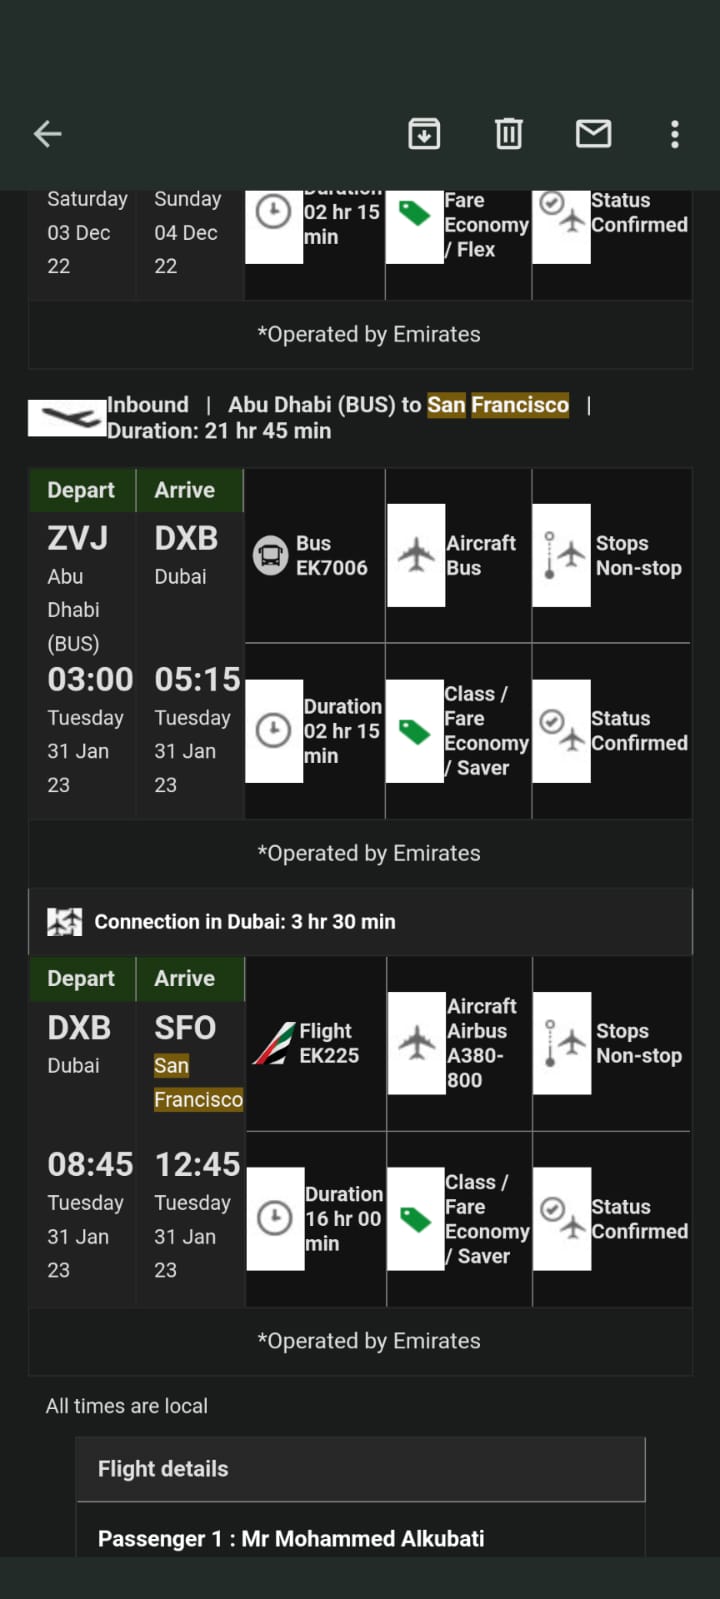 Saturday
03 Dec
22
Sunday
04 Dec
22
Duration
02 hr 15
min
Fare
Economy
/ Flex
Status
Confirmed
*Operated by Emirates
Inbound | Abu Dhabi (BUS) to San Francisco |
Duration: 21 hr 45 min
Depart
Arrive
ZVJ
Abu
Dhabi
(BUS)
03:00
Tuesday
31 Jan
23
DXB
Dubai
05:15
Tuesday
31 Jan
23
Bus
EK7006
Aircraft
Bus
Stops
Non-stop
Duration
02 hr 15
min
Class /
Fare
Economy
/ Saver
Status
Confirmed
*Operated by Emirates
Connection in Dubai: 3 hr 30 min
Depart
Arrive
DXB
Dubai
08:45
Tuesday
31 Jan
23
SFO
San
Francisco
12:45
Tuesday
31 Jan
23
Flight
EK225
Aircraft
Airbus
A380-
800
Stops
Non-stop
Duration
16 hr 00
min
Class /
Fare
Economy
/ Saver
Status
Confirmed
*Operated by Emirates
All times are local
Flight details
Passenger 1 : Mr Mohammed Alkubati